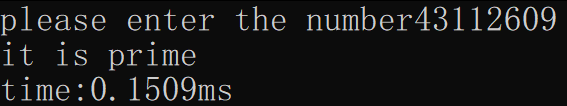 please enter the number43112609
it is prime
time:0.1509ms